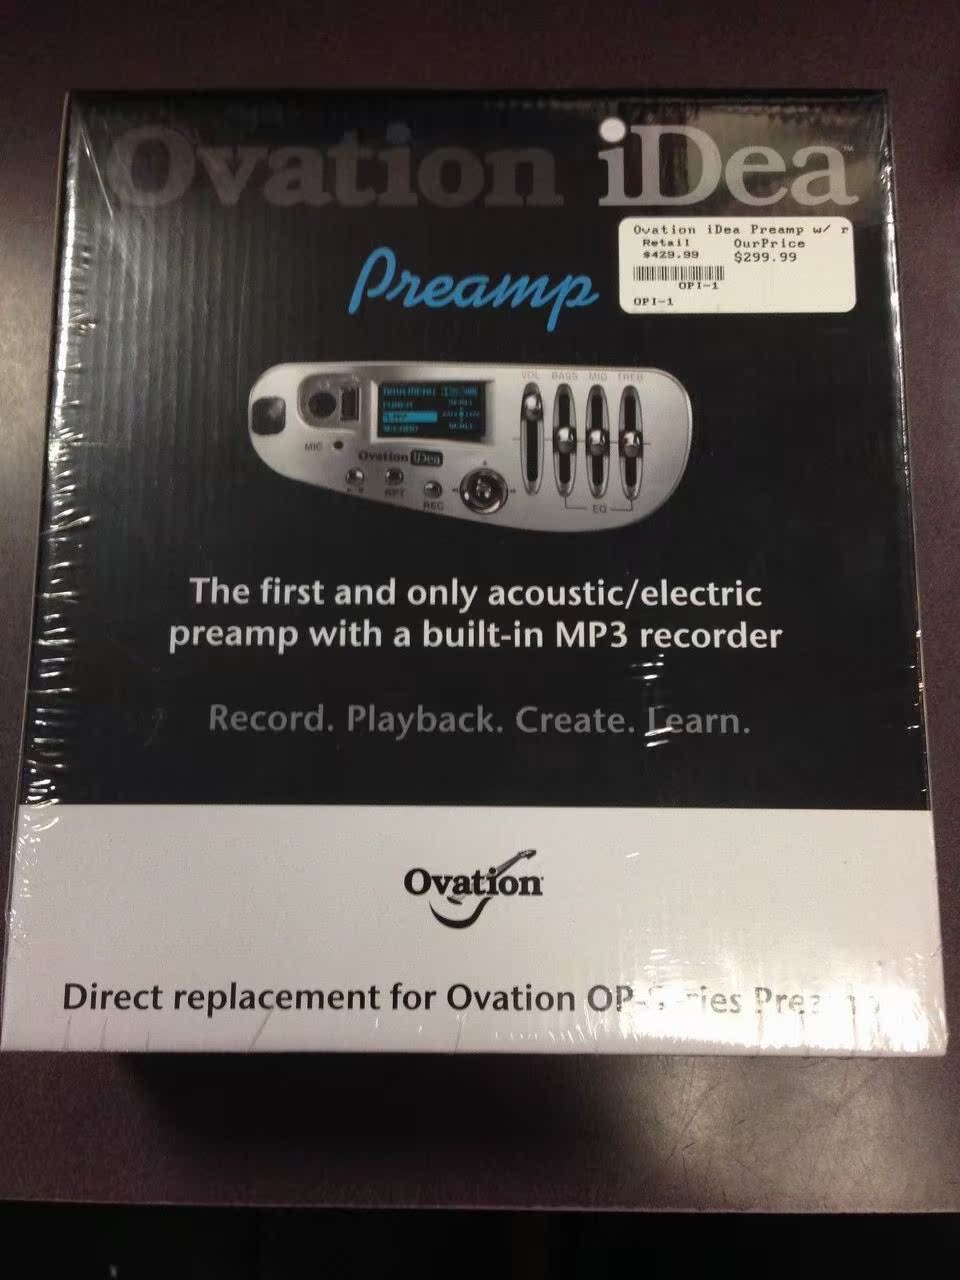 Ovation iDea™
Ovation iDea Preamp w/ r
Retail OurPrice
$429.99 $299.99
OPI-1
OPI-1
Preamp
VOL BASS MID TREB
MIC
Ovation iDea
RPT
REC
EQ
The first and only acoustic/electric
preamp with a built-in MP3 recorder
Record. Playback. Create. Learn.
Ovation
Direct replacement for Ovation